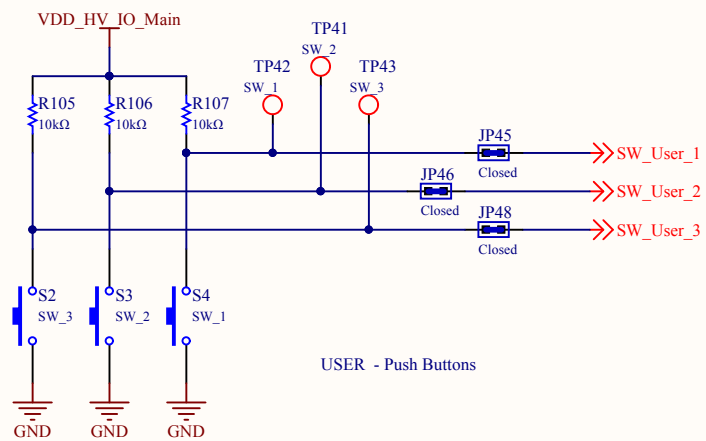 VDD_HV_IO_Main
TP41
SW_2
TP42
SW_1
TP43
SW_3
R105
10kΩ
R106
10kΩ
R107
10kΩ
JP45
Closed
SW_User_1
JP46
Closed
SW_User_2
JP48
Closed
SW_User_3
S2
SW_3
S3
SW_2
S4
SW_1
USER - Push Buttons
GND
GND
GND